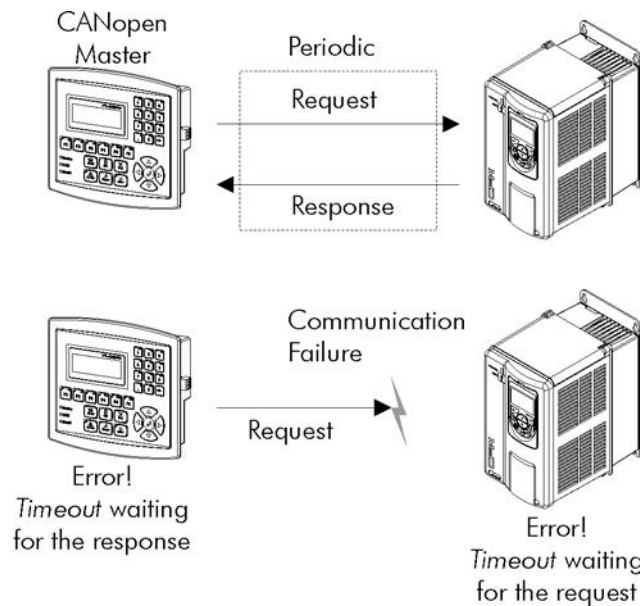 CANopen
Master
Periodic
Request
Response
Communication
Failure
Request
Error!
Timeout waiting
for the response
Error!
Timeout waiting
for the request